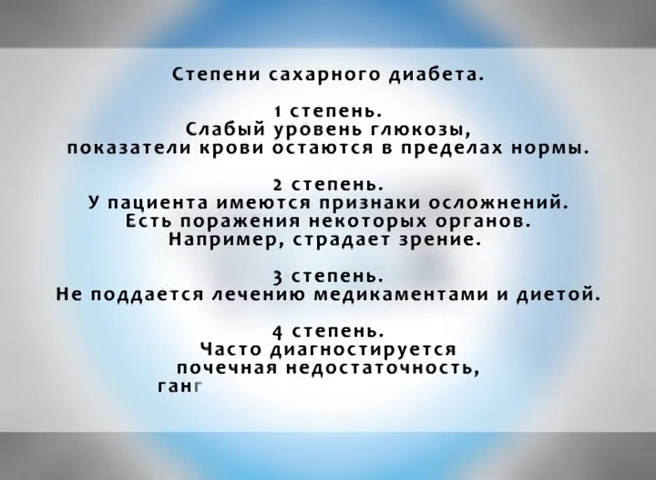 Степени сахарного диабета.
1 степень.
Слабый уровень глюкозы,
показатели крови остаются в пределах нормы.
2 степень.
У пациента имеются признаки осложнений.
Есть поражения некоторых органов.
Например, страдает зрение.
3 степень.
Не поддается лечению медикаментами и диетой.
4 степень.
Часто диагностируется
почечная недостаточность,
ганг